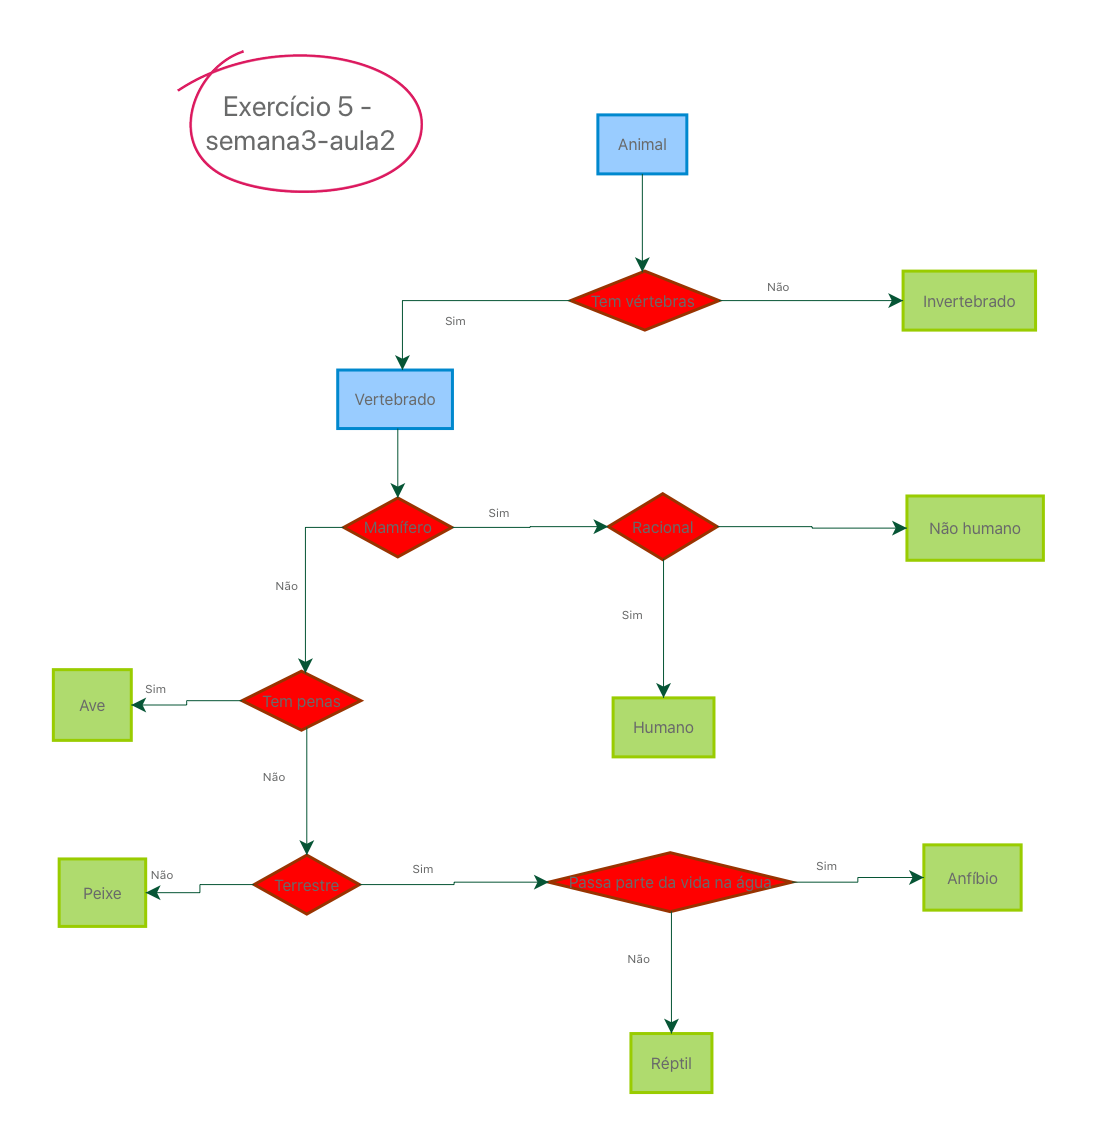 Exercício 5 -
semana3-aula2
Animal
Tem vértebras
Não
Invertebrado
Sim
Vertebrado
Mamífero
Sim
Racional
Não humano
Não
Sim
Ave
Sim
Tem penas
Humano
Não
Peixe
Não
Terrestre
Sim
Passa parte da vida na água
Sim
Anfíbio
Não
Réptil